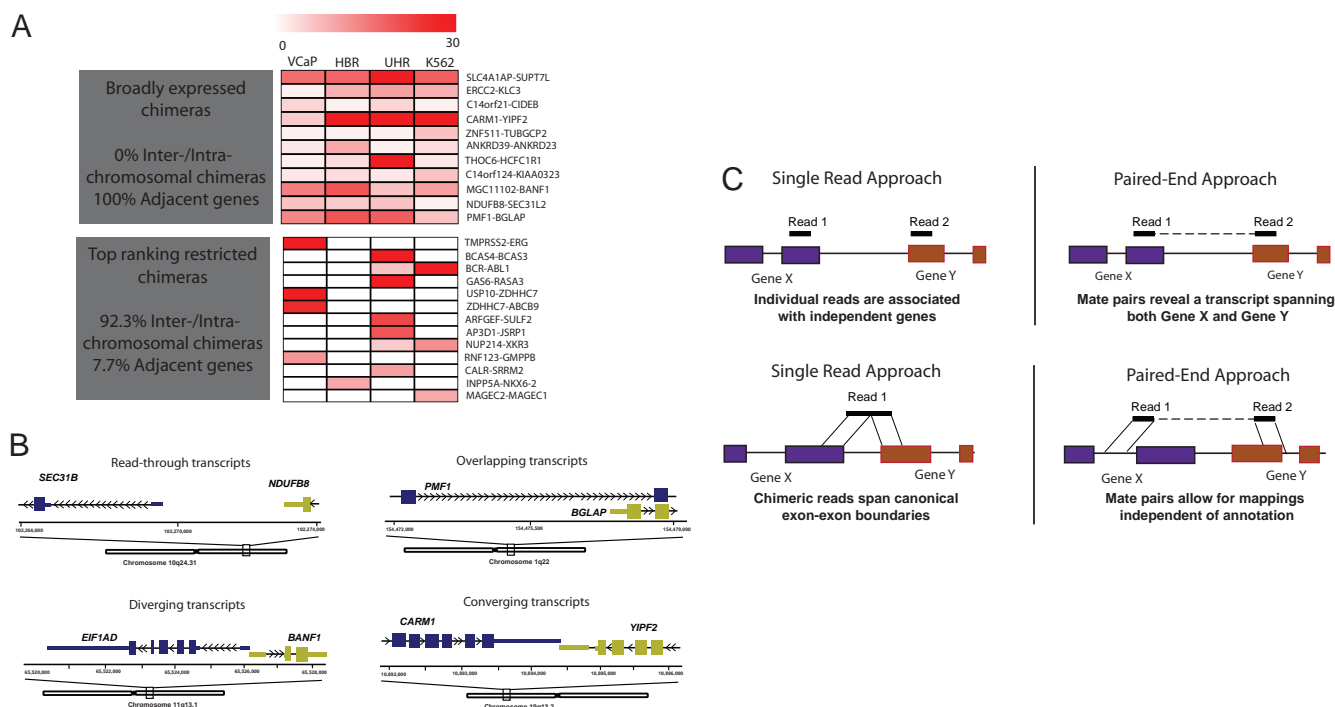 A
0
30
VCaP HBR UHR K562
Broadly expressed
chimeras
0% Inter-/Intra-
chromosomal chimeras
100% Adjacent genes
SLC4A1AP-SUPT7L
ERCC2-KLC3
C14orf21-CIDEB
CARM1-YIPF2
ZNF511-TUBGCP2
ANKRD39-ANKRD23
THOC6-HCFC1R1
C14orf124-KIAA0323
MGC11102-BANF1
NDUFB8-SEC31L2
PMF1-BGLAP
Top ranking restricted
chimeras
92.3% Inter-/Intra-
chromosomal chimeras
7.7% Adjacent genes
TMPRSS2-ERG
BCAS4-BCAS3
BCR-ABL1
GAS6-RASA3
USP10-ZDHHC7
ZDHHC7-ABCB9
ARFGEF-SULF2
AP3D1-JSRP1
NUP214-XKR3
RNF123-GMPPB
CALR-SRRM2
INPP5A-NKX6-2
MAGEC2-MAGEC1
B
Read-through transcripts
SEC31B
NDUFB8
102,266,000 102,270,000 102,274,000
Chromosome 10q24.31
Overlapping transcripts
PMF1
BGLAP
154,472,000 154,475,500 154,479,000
Chromosome 1q22
Diverging transcripts
EIF1AD
BANF1
65,520,000 65,522,000 65,524,000 65,526,000 65,528,000
Chromosome 11q13.1
Converging transcripts
CARM1
YIPF2
10,892,000 10,893,000 10,894,000 10,895,000 10,896,000
Chromosome 19q13.2
C
Single Read Approach
Read 1 Read 2
Gene X Gene Y
Individual reads are associated
with independent genes
Paired-End Approach
Read 1 Read 2
Gene X Gene Y
Mate pairs reveal a transcript spanning
both Gene X and Gene Y
Single Read Approach
Read 1
Gene X Gene Y
Chimeric reads span canonical
exon-exon boundaries
Paired-End Approach
Read 1 Read 2
Gene X Gene Y
Mate pairs allow for mappings
independent of annotation